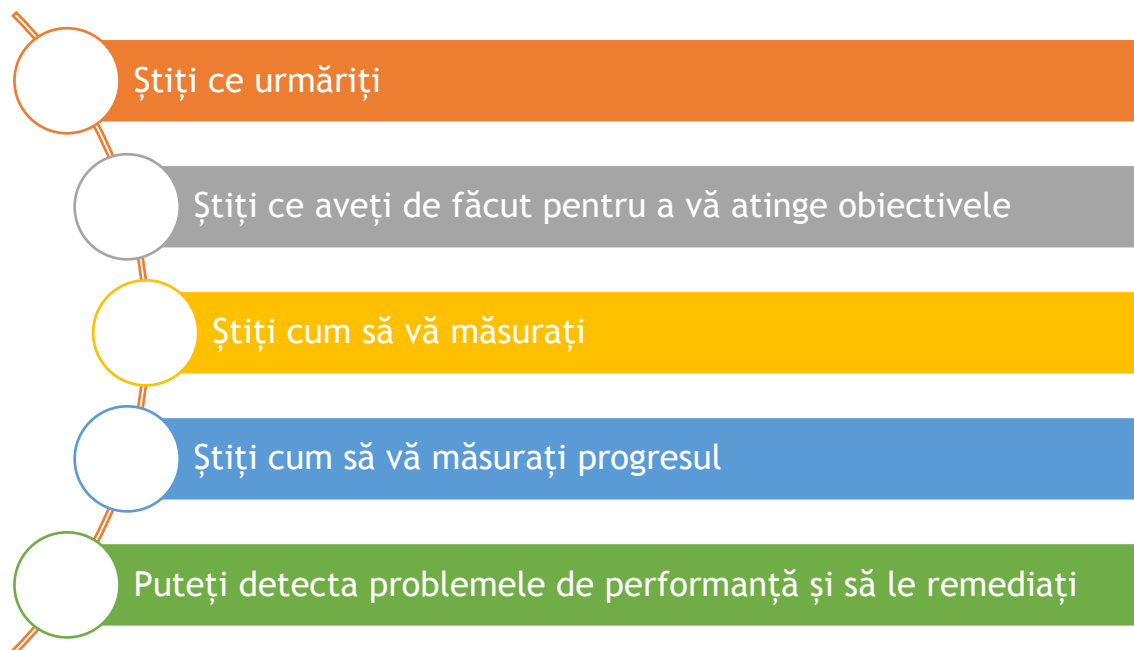 Știți ce urmăriți
Știți ce aveți de făcut pentru a vă atinge obiectivele
Știți cum să vă măsurați
Știți cum să vă măsurați progresul
Puteți detecta problemele de performanță și să le remediați